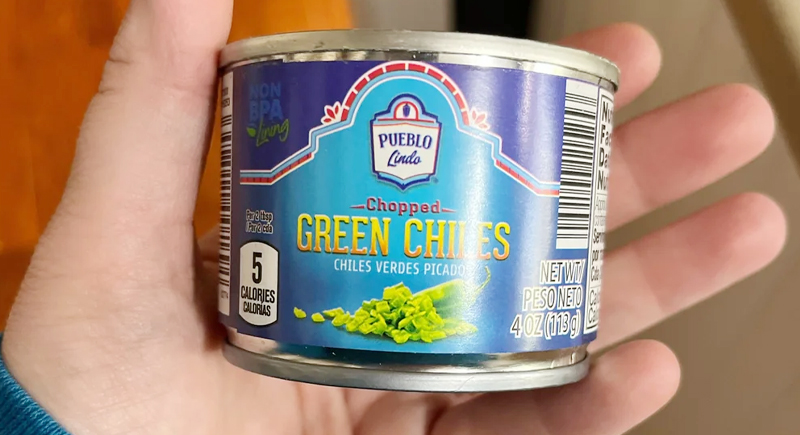 NON
BPA
Lining
PUEBLO
Lindo
Chopped
GREEN CHILES
CHILES VERDES PICADOS
Per 2 tbsp
/Por 2 cda
5
CALORIES
CALORÍAS
NET WT/
PESO NETO
4 OZ (113 g)